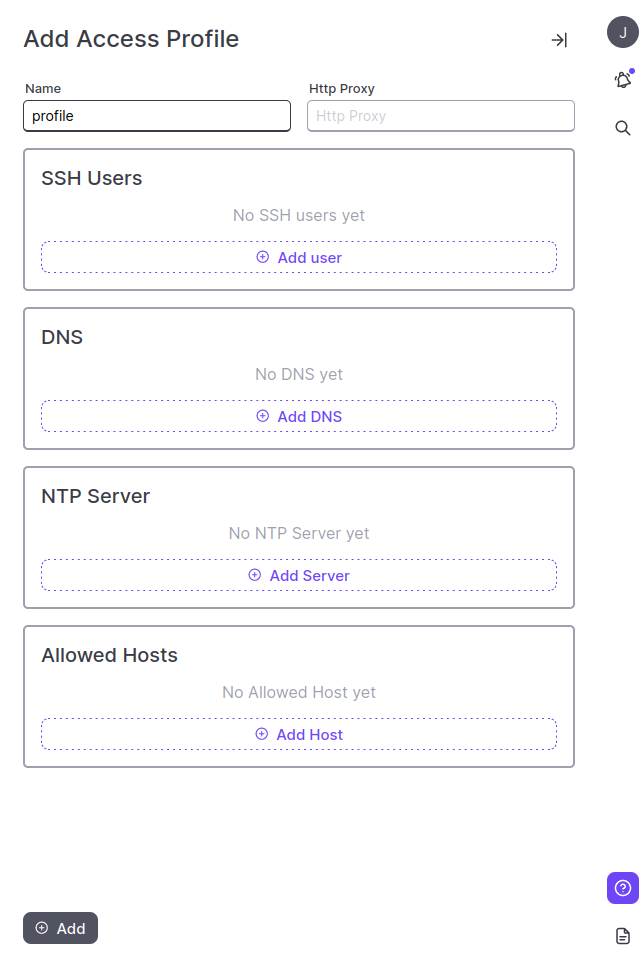 Add Access Profile
J
Name
Http Proxy
profile
Http Proxy
SSH Users
No SSH users yet
Add user
DNS
No DNS yet
Add DNS
NTP Server
No NTP Server yet
Add Server
Allowed Hosts
No Allowed Host yet
Add Host
Add